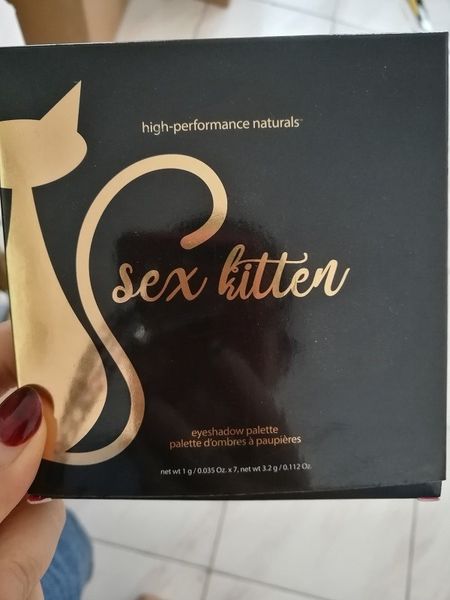 high-performance naturals™
sex kitten
eyeshadow palette
palette d'ombres à paupières
net wt 1 g / 0.035 Oz. x 7, net wt 3.2 g / 0.112 Oz.